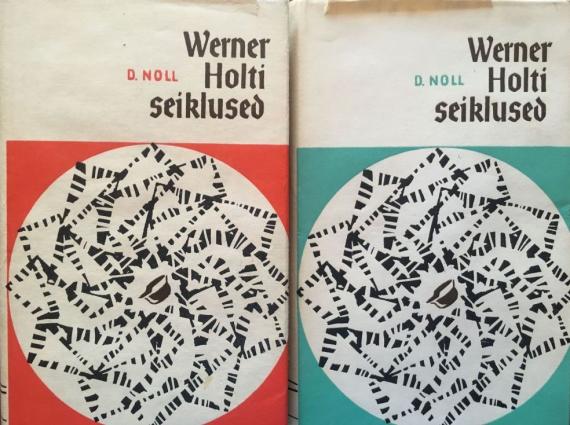 Werner
D. NOLL Holti
seiklused
Werner
D. NOLL Holti
seiklused